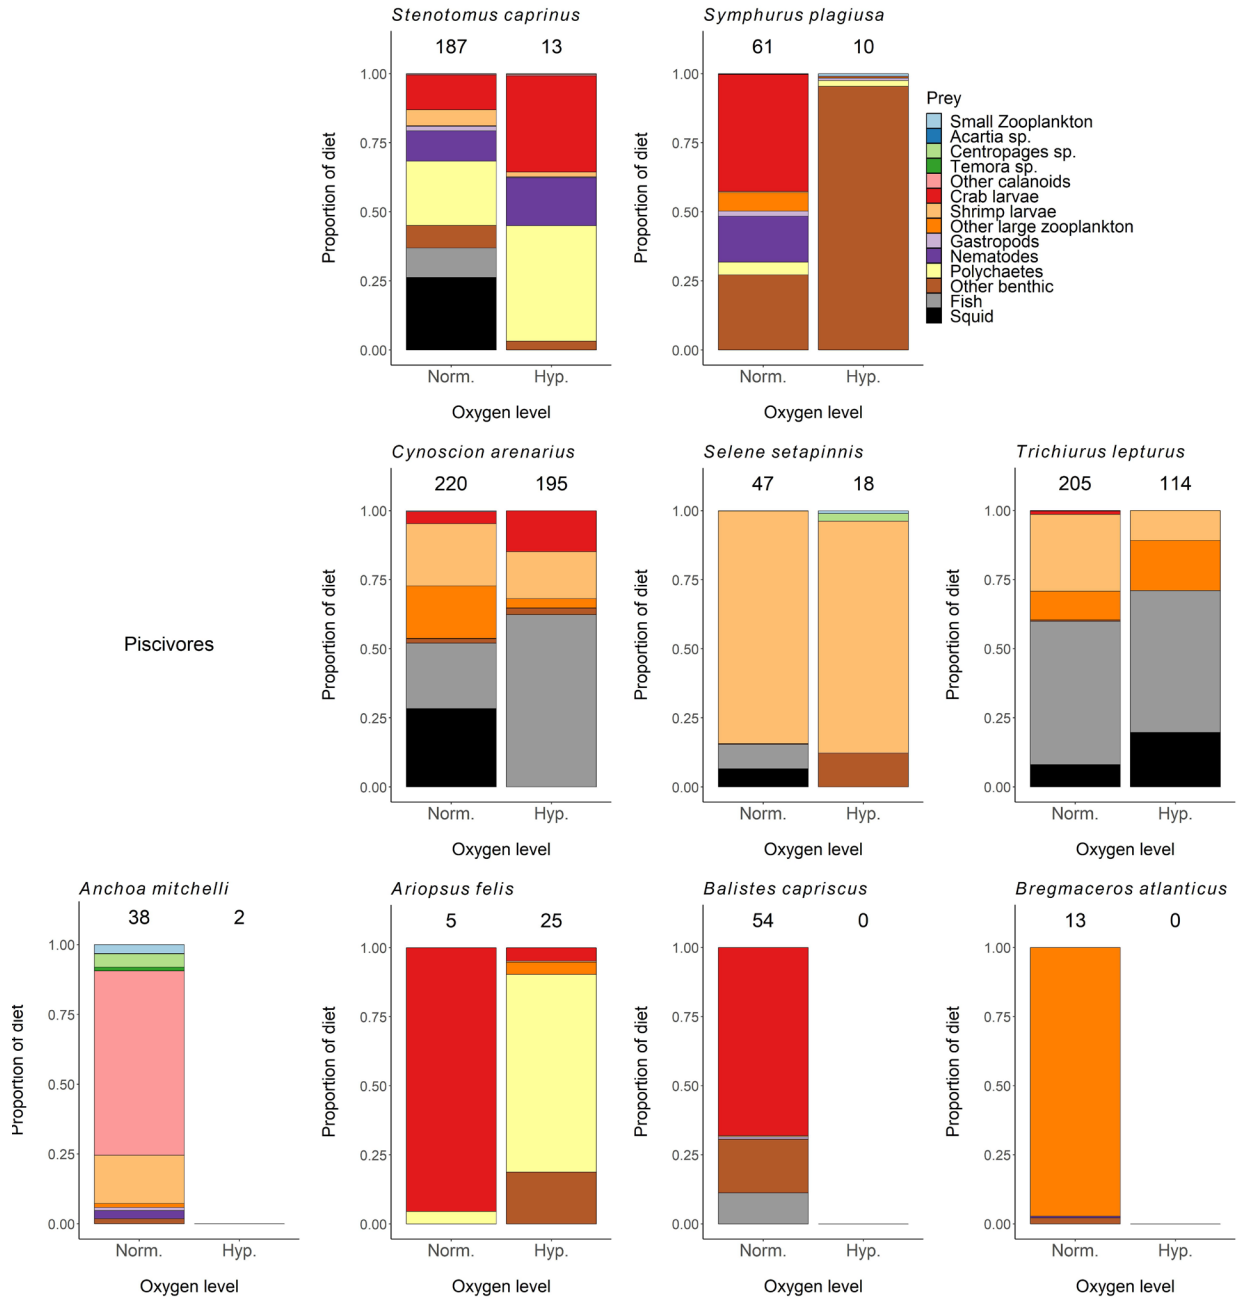 Stenotomus caprinus
187 13
1.00
0.75
0.50
0.25
0.00
Proportion of diet
Norm. Hyp.
Oxygen level
Symphurus plagiusa
61 10
1.00
0.75
0.50
0.25
0.00
Proportion of diet
Norm. Hyp.
Oxygen level
Prey
Small Zooplankton
Acartia sp.
Centropages sp.
Temora sp.
Other calanoids
Crab larvae
Shrimp larvae
Other large zooplankton
Gastropods
Nematodes
Polychaetes
Other benthic
Fish
Squid
Piscivores
Cynoscion arenarius
220 195
1.00
0.75
0.50
0.25
0.00
Proportion of diet
Norm. Hyp.
Oxygen level
Selene setapinnis
47 18
1.00
0.75
0.50
0.25
0.00
Proportion of diet
Norm. Hyp.
Oxygen level
Trichiurus lepturus
205 114
1.00
0.75
0.50
0.25
0.00
Proportion of diet
Norm. Hyp.
Oxygen level
Anchoa mitchelli
38 2
1.00
0.75
0.50
0.25
0.00
Proportion of diet
Norm. Hyp.
Oxygen level
Ariopsus felis
5 25
1.00
0.75
0.50
0.25
0.00
Proportion of diet
Norm. Hyp.
Oxygen level
Balistes capriscus
54 0
1.00
0.75
0.50
0.25
0.00
Proportion of diet
Norm. Hyp.
Oxygen level
Bregmaceros atlanticus
13 0
1.00
0.75
0.50
0.25
0.00
Proportion of diet
Norm. Hyp.
Oxygen level